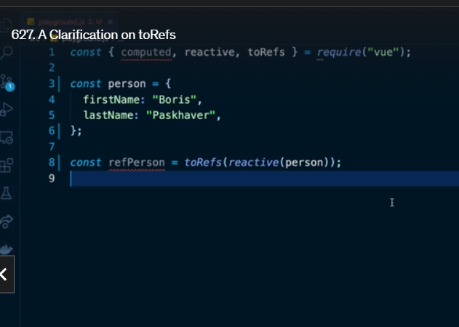 627. A Clarification on toRefs
1 const { computed, reactive, toRefs } = require("vue");
2
3 const person = {
4 firstName: "Boris",
5 lastName: "Paskhaver",
6 };
7
8 const refPerson = toRefs(reactive(person));
9